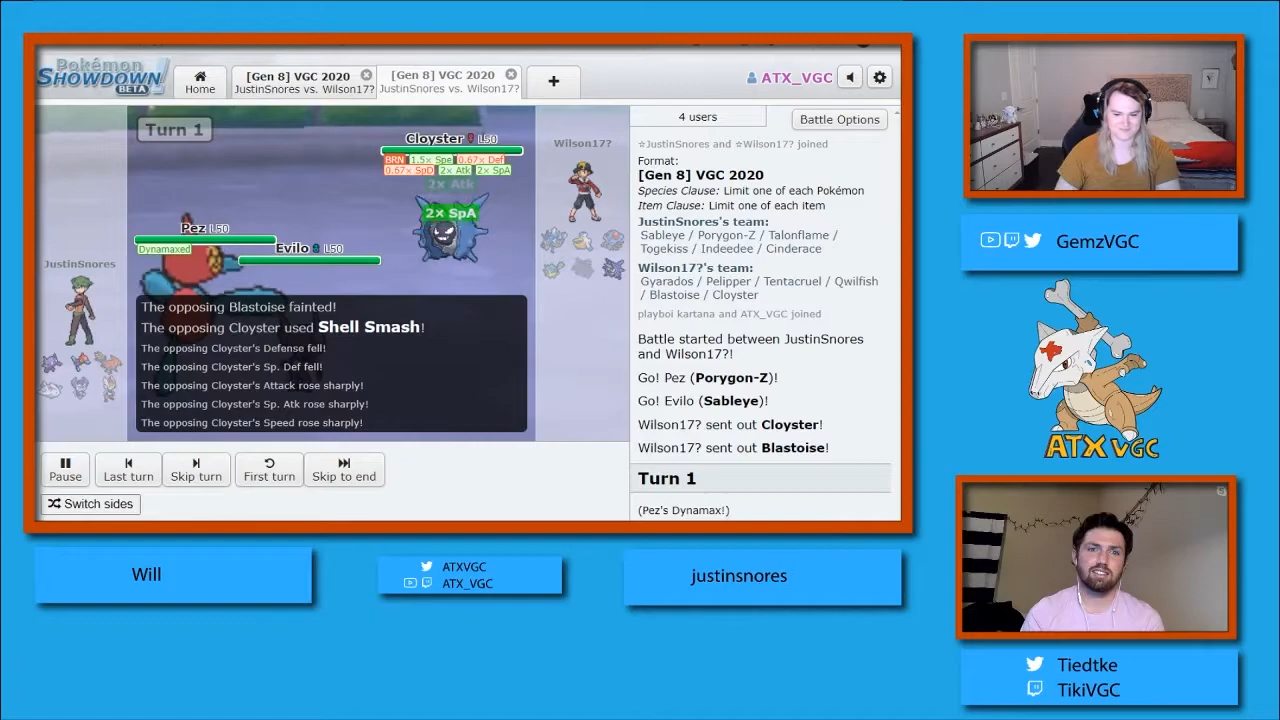 Pokémon
SHOWDOWN!
BETA
Home
[Gen 8] VGC 2020
JustinSnores vs. Wilson17?
[Gen 8] VGC 2020
JustinSnores vs. Wilson17?
+
ATX_VGC
Turn 1
Cloyster L50
BRN 1.5× Spe 0.67× Def
0.67× SpD 2× Atk 2× SpA
2× Atk
2× SpA
Pez L50
Dynamaxed
Evilo L50
JustinSnores
Wilson17?
The opposing Blastoise fainted!
The opposing Cloyster used Shell Smash!
The opposing Cloyster's Defense fell!
The opposing Cloyster's Sp. Def fell!
The opposing Cloyster's Attack rose sharply!
The opposing Cloyster's Sp. Atk rose sharply!
The opposing Cloyster's Speed rose sharply!
Pause
Last turn
Skip turn
First turn
Skip to end
Switch sides
4 users
Battle Options
☆JustinSnores and ☆Wilson17? joined
Format:
[Gen 8] VGC 2020
Species Clause: Limit one of each Pokémon
Item Clause: Limit one of each item
JustinSnores's team:
Sableye / Porygon-Z / Talonflame /
Togekiss / Indeedee / Cinderace
Wilson17?'s team:
Gyarados / Pelipper / Tentacruel / Qwilfish
/ Blastoise / Cloyster
playboi kartana and ATX_VGC joined
Battle started between JustinSnores
and Wilson17?!
Go! Pez (Porygon-Z)!
Go! Evilo (Sableye)!
Wilson17? sent out Cloyster!
Wilson17? sent out Blastoise!
Turn 1
(Pez's Dynamax!)
GemzVGC
ATX VGC
Will
ATXVGC
ATX_VGC
justinsnores
Tiedtke
TikiVGC